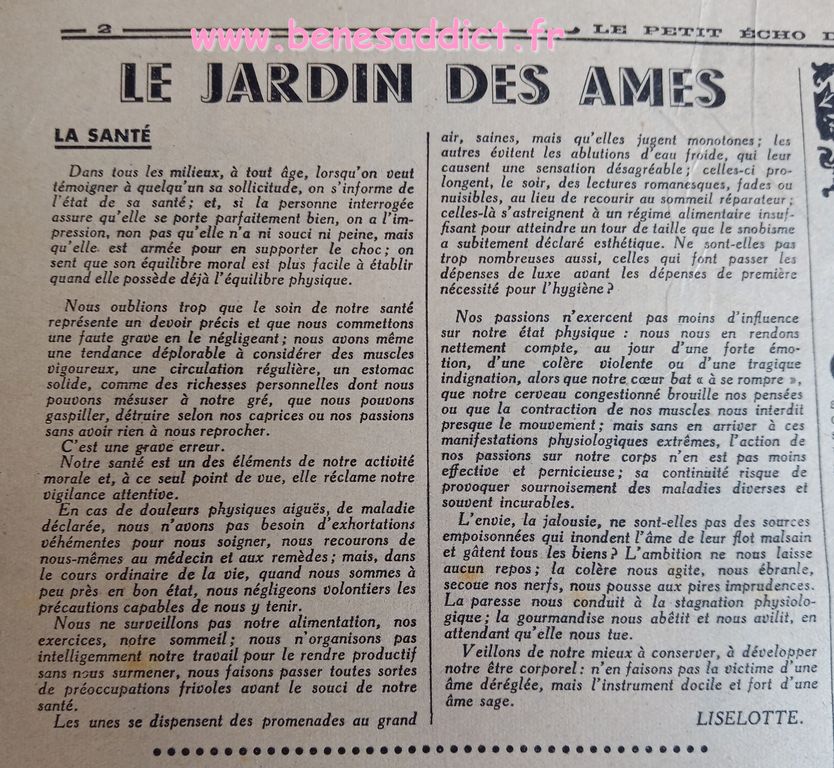 2
LE PETIT ÉCHO D
www.benesaddict.fr
LE JARDIN DES AMES
LA SANTÉ
Dans tous les milieux, à tout âge, lorsqu'on veut
témoigner à quelqu'un sa sollicitude, on s'informe de
l'état de sa santé; et, si la personne interrogée
assure qu'elle se porte parfaitement bien, on a l'im-
pression, non pas qu'elle n'a ni souci ni peine, mais
qu'elle est armée pour en supporter le choc; on
sent que son équilibre moral est plus facile à établir
quand elle possède déjà l'équilibre physique.
Nous oublions trop que le soin de notre santé
représente un devoir précis et que nous commettons
une faute grave en le négligeant; nous avons même
une tendance déplorable à considérer des muscles
vigoureux, une circulation régulière, un estomac
solide, comme des richesses personnelles dont nous
pouvons mésuser à notre gré, que nous pouvons
gaspiller, détruire selon nos caprices ou nos passions
sans avoir rien à nous reprocher.
C'est une grave erreur.
Notre santé est un des éléments de notre activité
morale et, à ce seul point de vue, elle réclame notre
vigilance attentive.
En cas de douleurs physiques aiguës, de maladie
déclarée, nous n'avons pas besoin d'exhortations
véhémentes pour nous soigner, nous recourons de
nous-mêmes au médecin et aux remèdes; mais, dans
le cours ordinaire de la vie, quand nous sommes à
peu près en bon état, nous négligeons volontiers les
précautions capables de nous y tenir.
Nous ne surveillons pas notre alimentation, nos
exercices, notre sommeil; nous n'organisons pas
intelligemment notre travail pour le rendre productif
sans nous surmener, nous faisons passer toutes sortes
de préoccupations frivoles avant le souci de notre
santé.
Les unes se dispensent des promenades au grand
air, saines, mais qu'elles jugent monotones; les
autres évitent les ablutions d'eau froide, qui leur
causent une sensation désagréable; celles-ci pro-
longent, le soir, des lectures romanesques, fades ou
nuisibles, au lieu de recourir au sommeil réparateur;
celles-là s'astreignent à un régime alimentaire insuf-
fisant pour atteindre un tour de taille que le snobisme
a subitement déclaré esthétique. Ne sont-elles pas
trop nombreuses aussi, celles qui font passer les
dépenses de luxe avant les dépenses de première
nécessité pour l'hygiène?
Nos passions n'exercent pas moins d'influence
sur notre état physique : nous nous en rendons
nettement compte, au jour d'une forte émo-
tion, d'une colère violente ou d'une tragique
indignation, alors que notre cœur bat « à se rompre »,
que notre cerveau congestionné brouille nos pensées
ou que la contraction de nos muscles nous interdit
presque le mouvement; mais sans en arriver à ces
manifestations physiologiques extrêmes, l'action de
nos passions sur notre corps n'en est pas moins
effective et pernicieuse; sa continuité risque de
provoquer sournoisement des maladies diverses et
souvent incurables.
L'envie, la jalousie, ne sont-elles pas des sources
empoisonnées qui inondent l'âme de leur flot malsain
et gâtent tous les biens? L'ambition ne nous laisse
aucun repos; la colère nous agite, nous ébranle,
secoue nos nerfs, nous pousse aux pires imprudences.
La paresse nous conduit à la stagnation physiolo-
gique; la gourmandise nous abêtit et nous avilit, en
attendant qu'elle nous tue.
Veillons de notre mieux à conserver, à développer
notre être corporel: n'en faisons pas la victime d'une
âme déréglée, mais l'instrument docile et fort d'une
âme sage.
LISELOTTE.